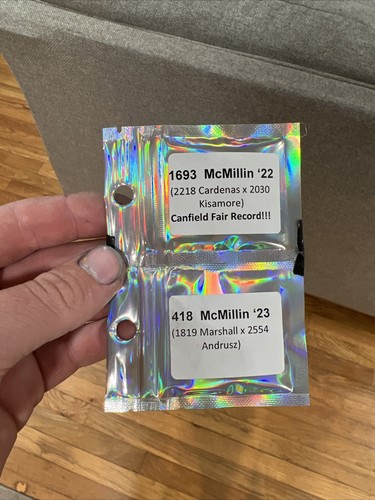 1693 McMillin ‘22
(2218 Cardenas x 2030
Kisamore)
Canfield Fair Record!!!
418 McMillin ‘23
(1819 Marshall x 2554
Andrusz)